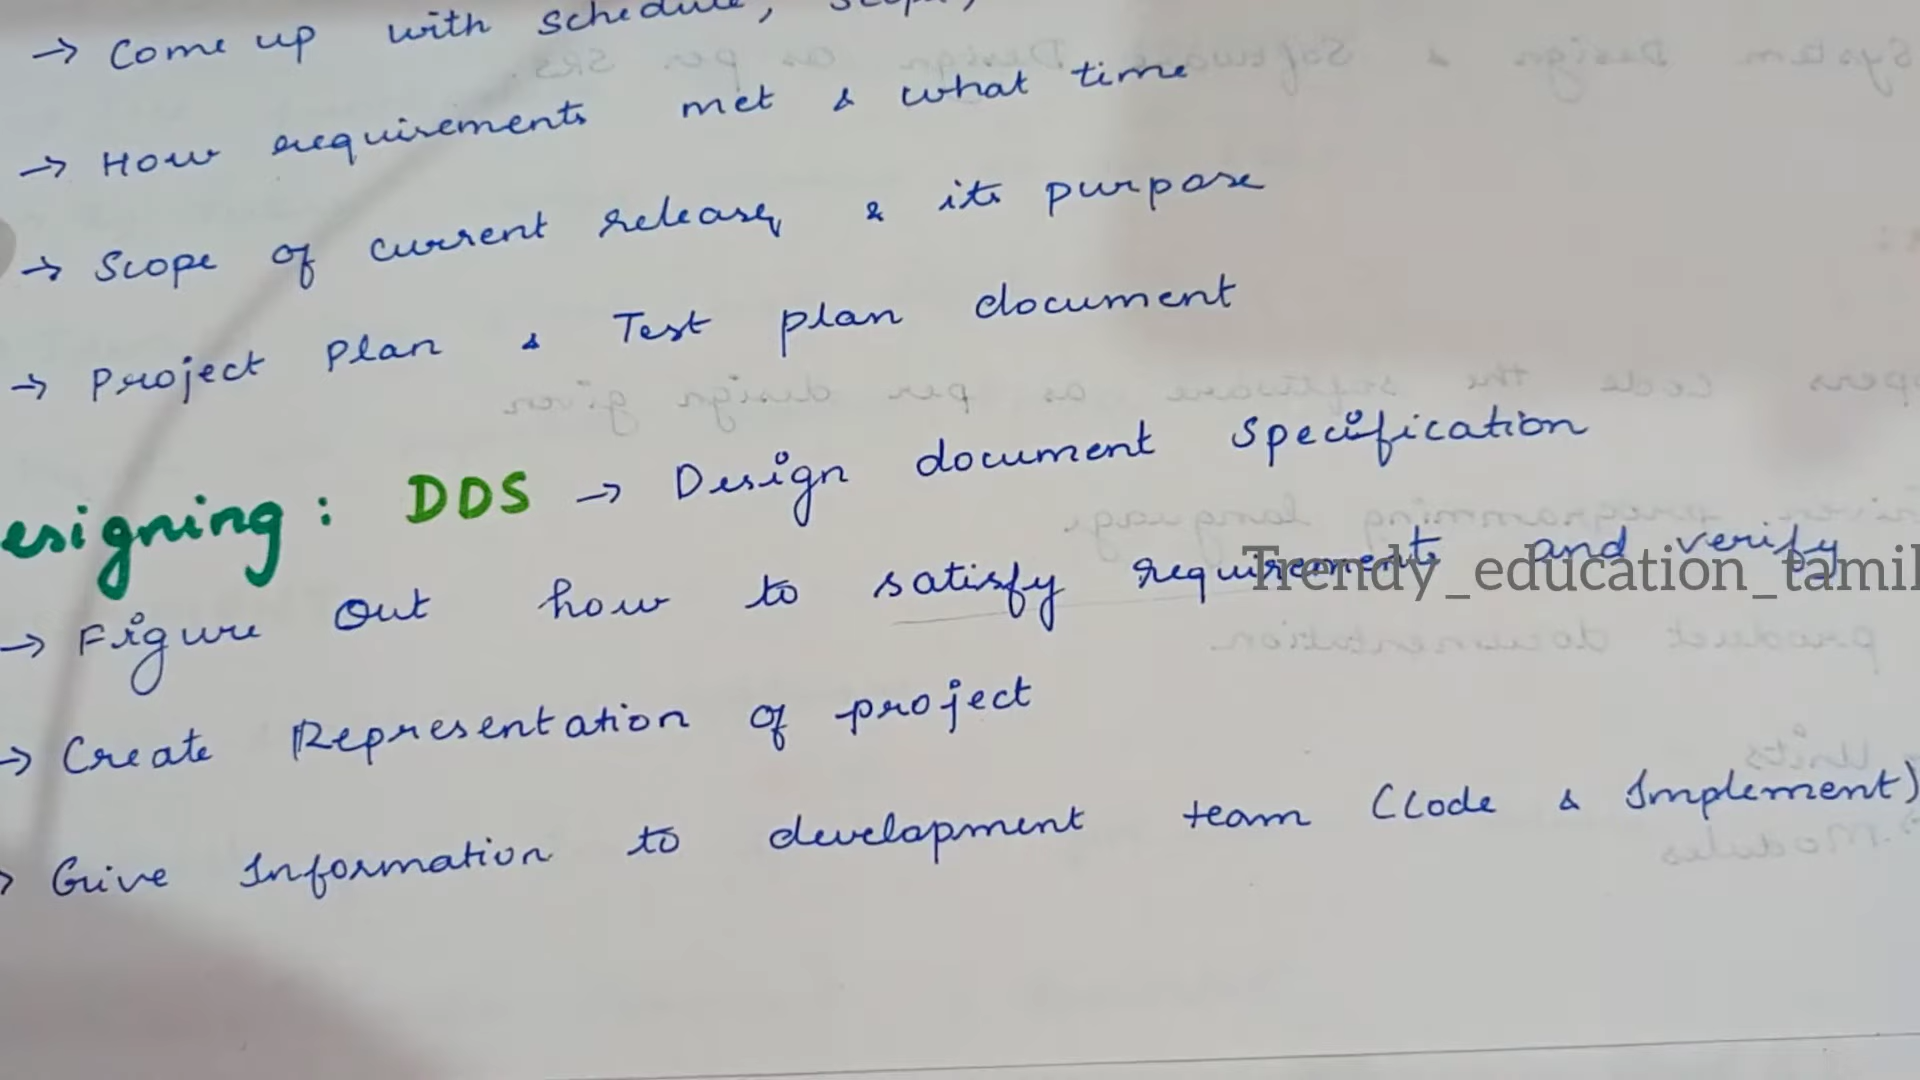 → Come up with schedule,
→ How requirements met & what time
→ Scope of current release, & its purpose
→ Project Plan & Test plan document
esigning: DDS → Design document Specification
→ Figure Out how to satisfy requirements and verify
Trendy_education_tamil
→ Create Representation of project
→ Give Information to development team (Code & Implement)